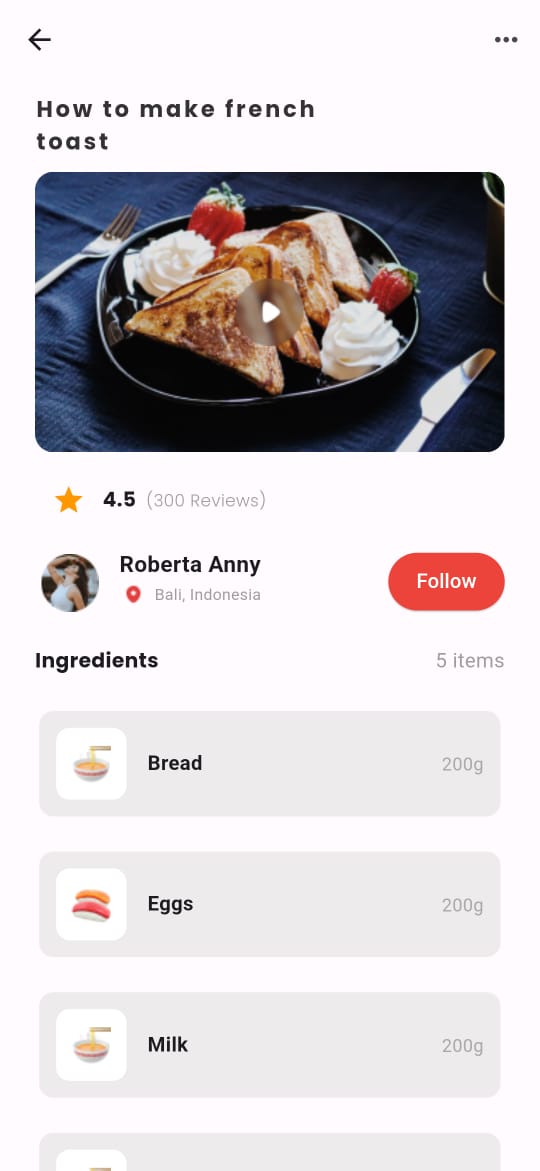 How to make french
toast
4.5 (300 Reviews)
Roberta Anny
Bali, Indonesia
Follow
Ingredients
5 items
Bread
200g
Eggs
200g
Milk
200g